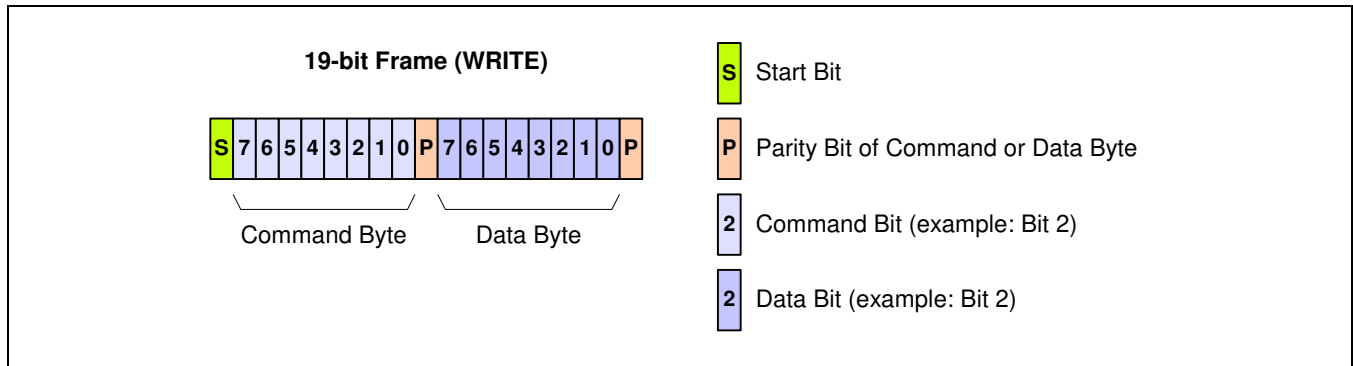 19-bit Frame (WRITE)
S 7 6 5 4 3 2 1 0 P 7 6 5 4 3 2 1 0 P
Command Byte Data Byte
S Start Bit
P Parity Bit of Command or Data Byte
2 Command Bit (example: Bit 2)
2 Data Bit (example: Bit 2)